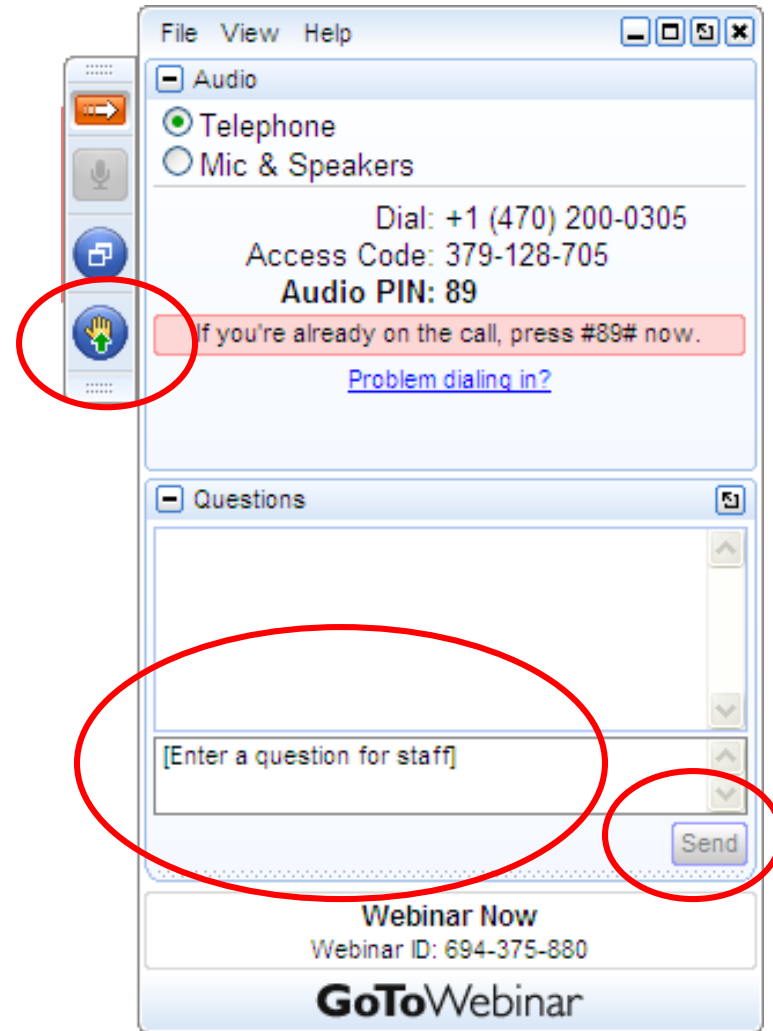 File View Help
Audio
Telephone
Mic & Speakers
Dial: +1 (470) 200-0305
Access Code: 379-128-705
Audio PIN: 89
If you're already on the call, press #89# now.
Problem dialing in?
Questions
[Enter a question for staff]
Send
Webinar Now
Webinar ID: 694-375-880
GoToWebinar